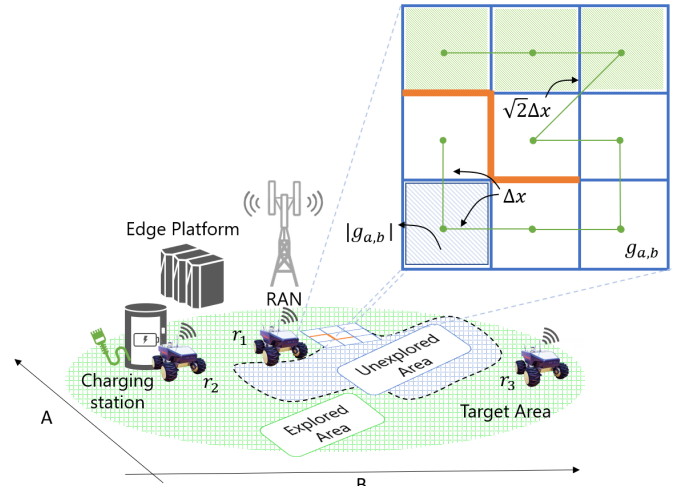 √2Δx
Δx
|g_{a,b}|
g_{a,b}
Edge Platform
RAN
r_1
r_2
r_3
Charging
station
Unexplored
Area
Explored
Area
Target Area
A
B